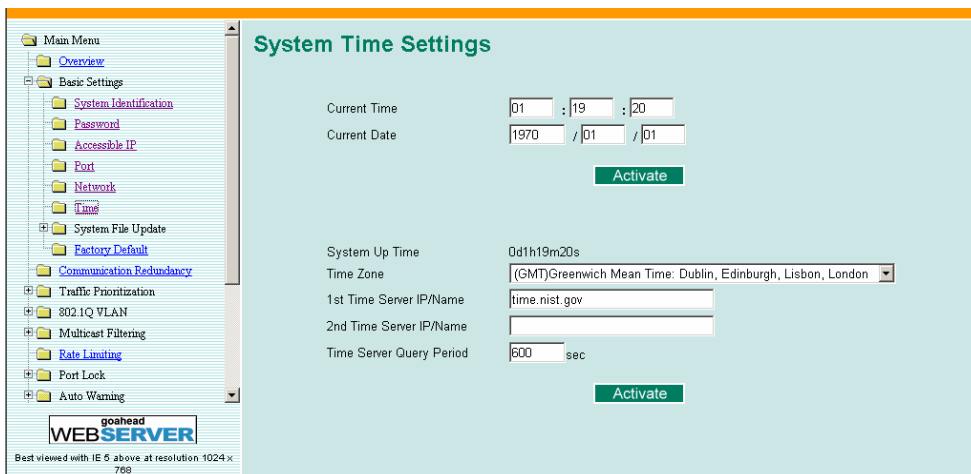 Main Menu
Overview
Basic Settings
System Identification
Password
Accessible IP
Port
Network
Time
System File Update
Factory Default
Communication Redundancy
Traffic Prioritization
802.1Q VLAN
Multicast Filtering
Rate Limiting
Port Lock
Auto Warning
goahead
WEBSERVER
Best viewed with IE 5 above at resolution 1024 x
768
System Time Settings
Current Time 01 : 19 : 20
Current Date 1970 / 01 / 01
Activate
System Up Time 0d1h19m20s
Time Zone (GMT)Greenwich Mean Time: Dublin, Edinburgh, Lisbon, London
1st Time Server IP/Name time.nist.gov
2nd Time Server IP/Name
Time Server Query Period 600 sec
Activate